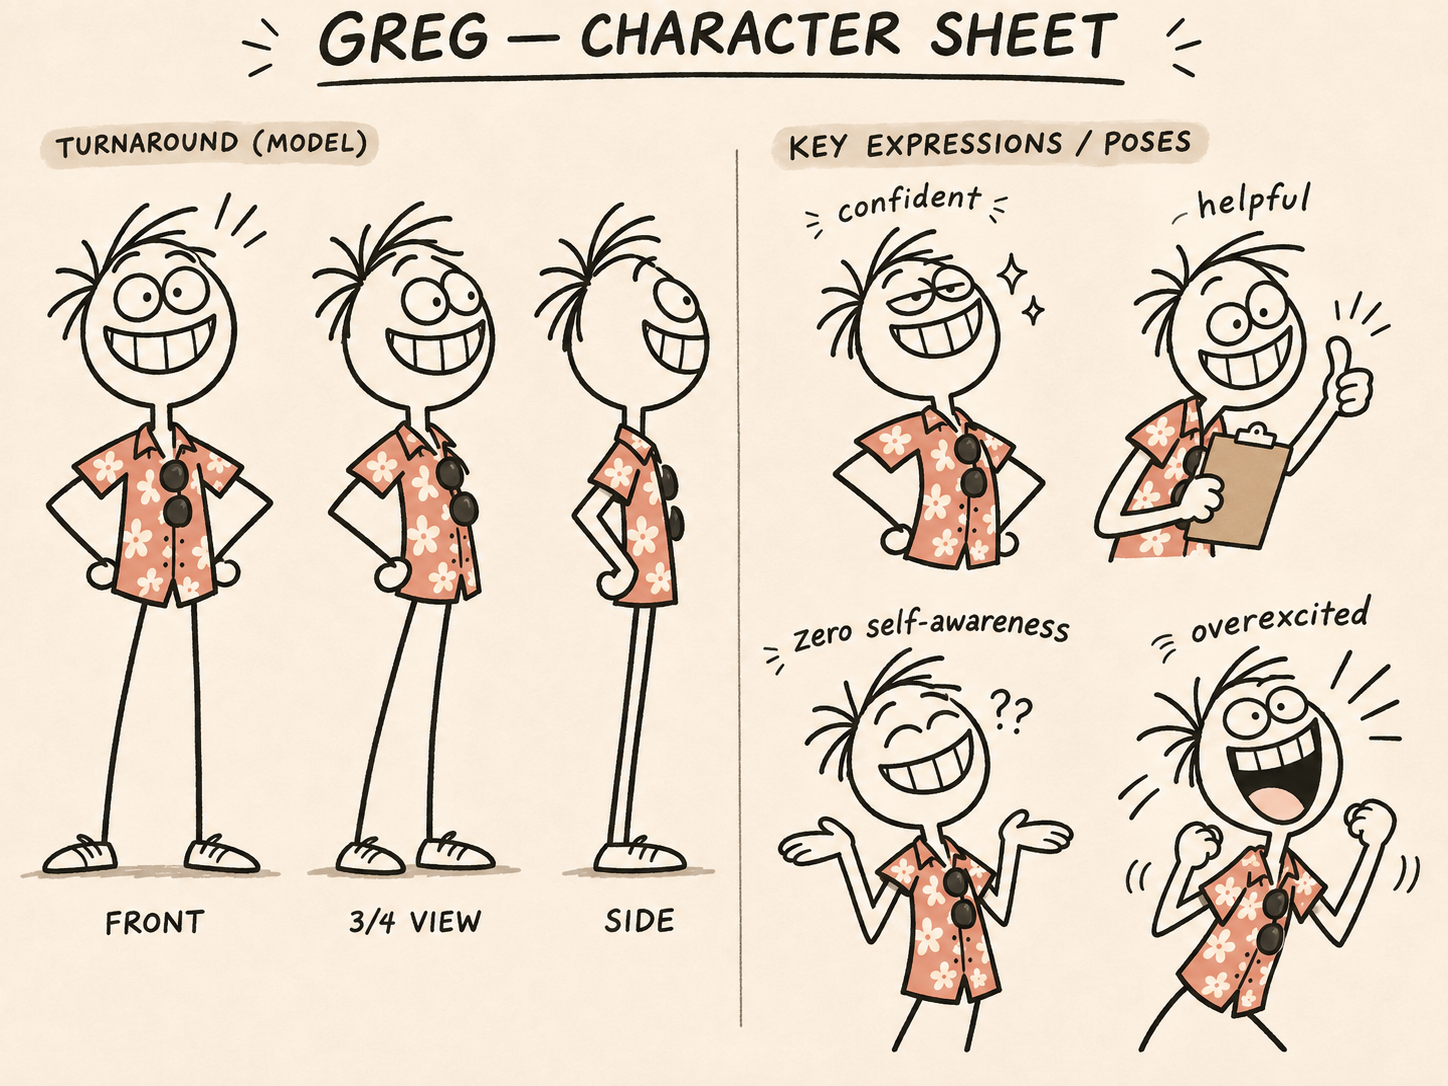 GREG — CHARACTER SHEET
TURNAROUND (MODEL)
FRONT
3/4 VIEW
SIDE
KEY EXPRESSIONS / POSES
confident
helpful
zero self-awareness
??
overexcited